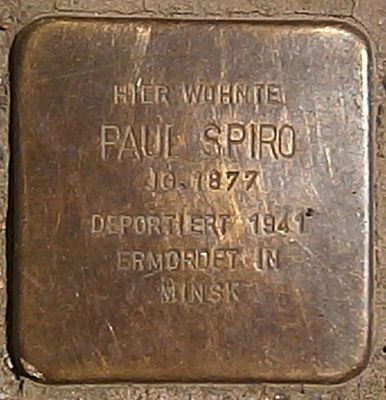 HIER WOHNTE
PAUL SPIRO
JG. 1877
DEPORTIERT 1941
ERMORDET IN
MINSK